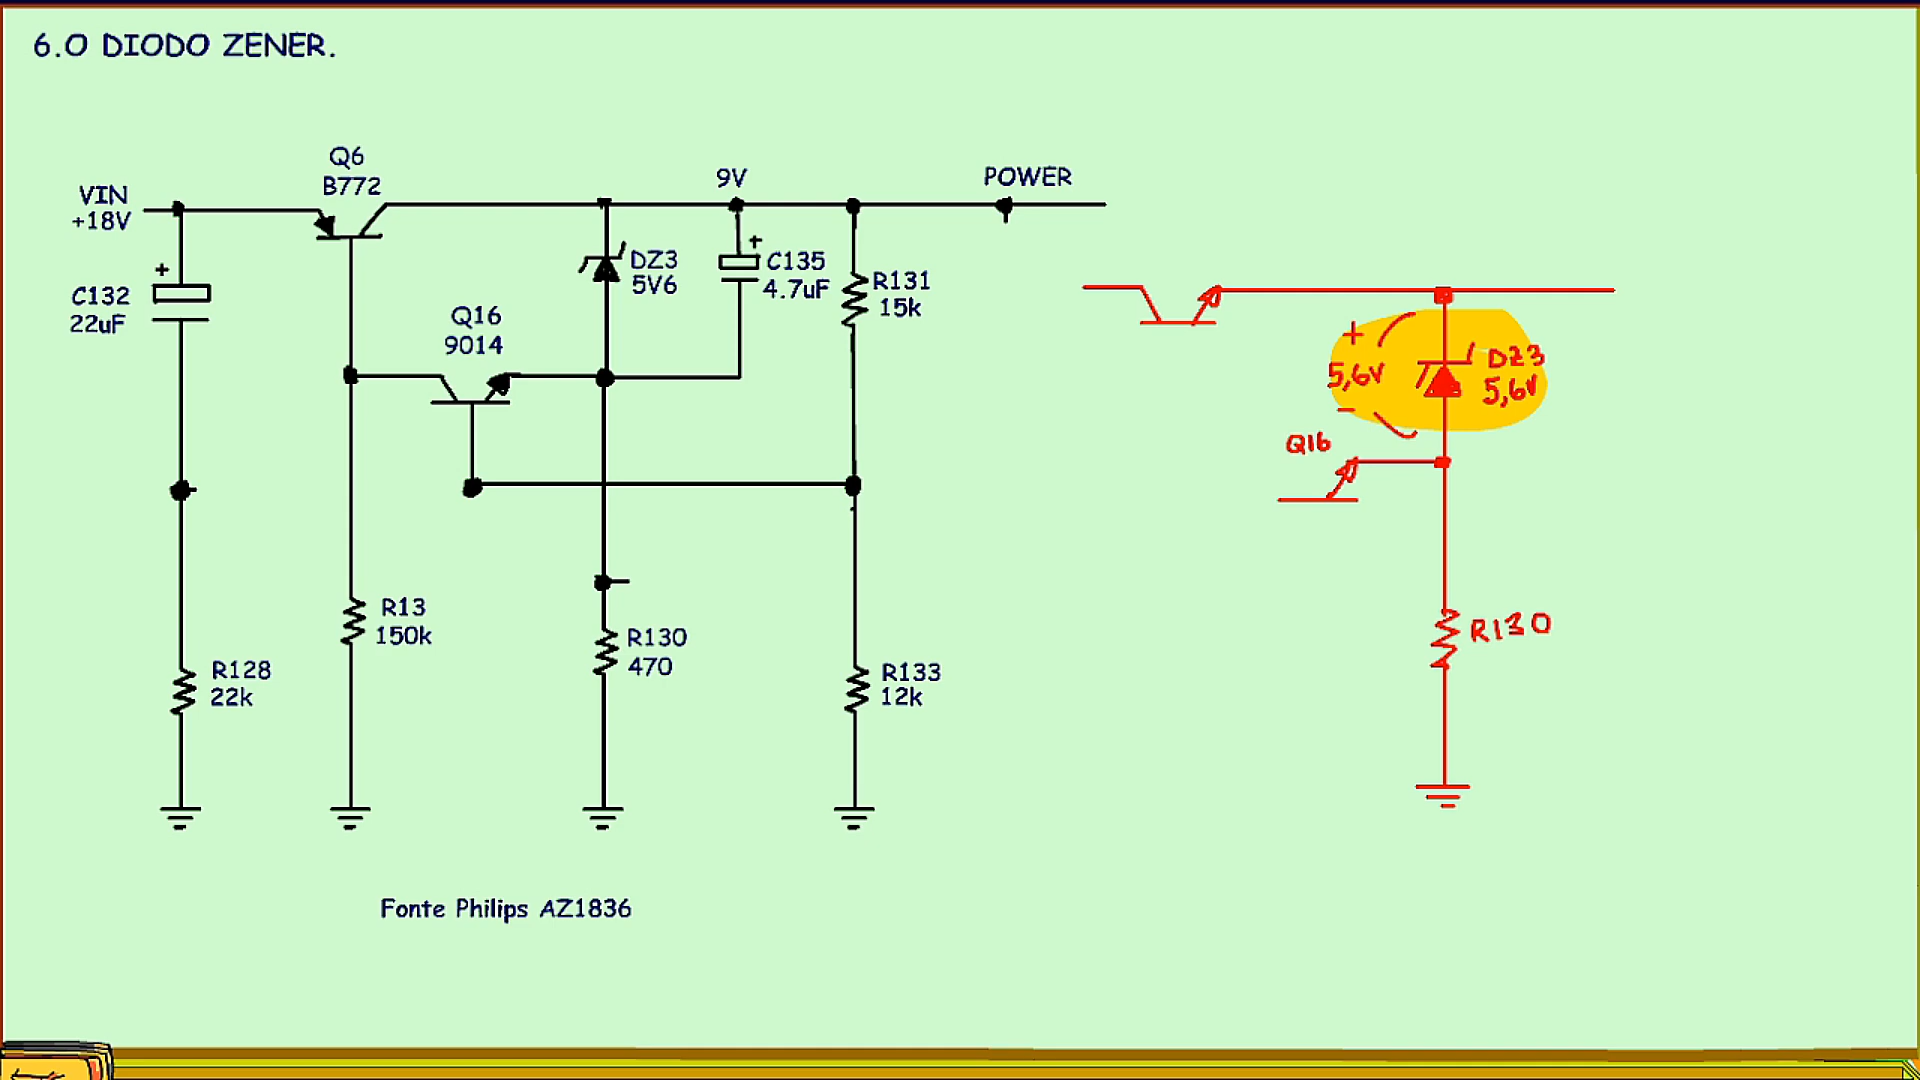 6.O DIODO ZENER.
Q6
B772
VIN
+18V
9V
POWER
+
C132
22uF
DZ3
5V6
+
C135
4.7uF
R131
15k
Q16
9014
R13
150k
R130
470
R128
22k
R133
12k
Fonte Philips AZ1836
+
5,6V
-
DZ3
5,6V
Q16
R130